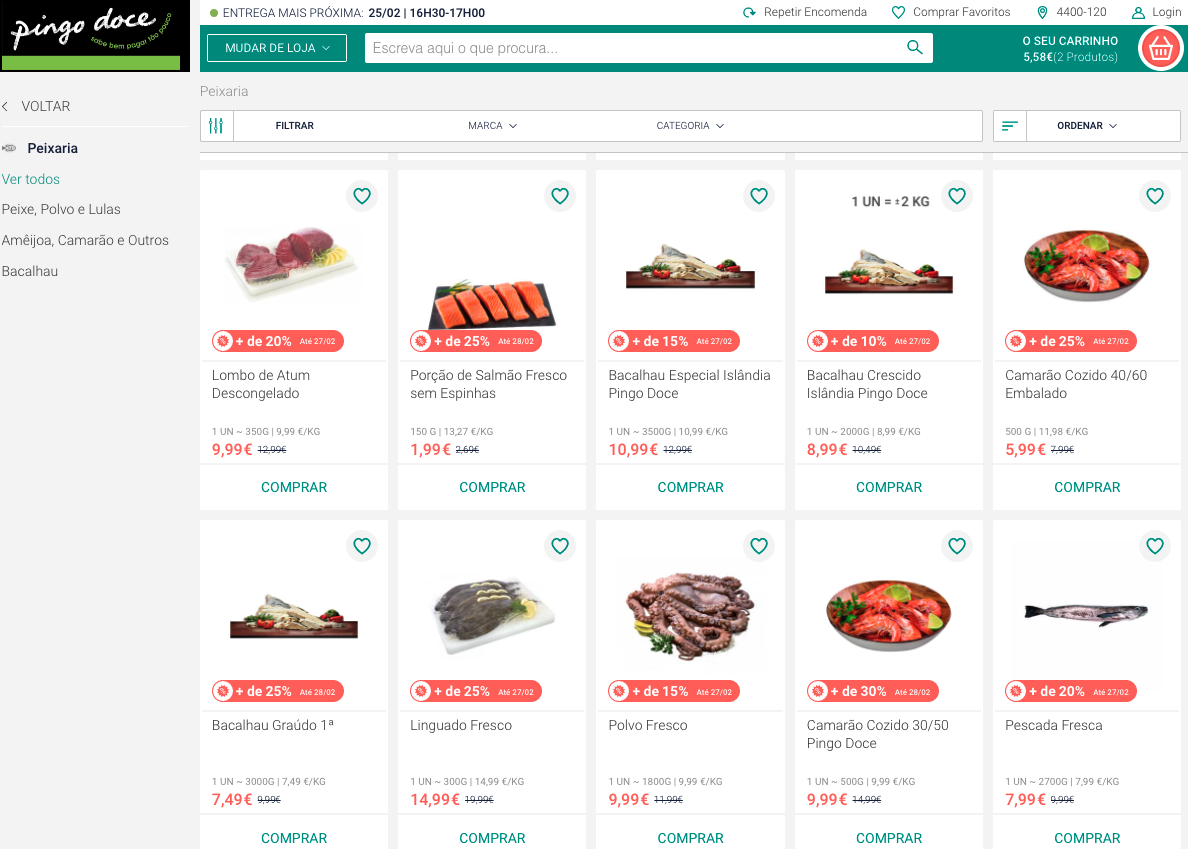 pingo doce
sabe bem pagar tão pouco
ENTREGA MAIS PRÓXIMA: 25/02 | 16H30-17H00
Repetir Encomenda
Comprar Favoritos
4400-120
Login
MUDAR DE LOJA
Escreva aqui o que procura...
O SEU CARRINHO
5,58€(2 Produtos)
VOLTAR
Peixaria
Ver todos
Peixe, Polvo e Lulas
Amêijoa, Camarão e Outros
Bacalhau
Peixaria
FILTRAR
MARCA
CATEGORIA
ORDENAR
+ de 20% Até 27/02
Lombo de Atum
Descongelado
1 UN ~ 350G | 9,99 €/KG
9,99€ 12,99€
COMPRAR
+ de 25% Até 28/02
Porção de Salmão Fresco
sem Espinhas
150 G | 13,27 €/KG
1,99€ 2,69€
COMPRAR
+ de 15% Até 27/02
Bacalhau Especial Islândia
Pingo Doce
1 UN ~ 3500G | 10,99 €/KG
10,99€ 12,99€
COMPRAR
1 UN = ±2 KG
+ de 10% Até 27/02
Bacalhau Crescido
Islândia Pingo Doce
1 UN ~ 2000G | 8,99 €/KG
8,99€ 10,49€
COMPRAR
+ de 25% Até 27/02
Camarão Cozido 40/60
Embalado
500 G | 11,98 €/KG
5,99€ 7,99€
COMPRAR
+ de 25% Até 28/02
Bacalhau Graúdo 1ª
1 UN ~ 3000G | 7,49 €/KG
7,49€ 9,99€
COMPRAR
+ de 25% Até 27/02
Linguado Fresco
1 UN ~ 300G | 14,99 €/KG
14,99€ 19,99€
COMPRAR
+ de 15% Até 27/02
Polvo Fresco
1 UN ~ 1800G | 9,99 €/KG
9,99€ 11,99€
COMPRAR
+ de 30% Até 28/02
Camarão Cozido 30/50
Pingo Doce
1 UN ~ 500G | 9,99 €/KG
9,99€ 14,99€
COMPRAR
+ de 20% Até 27/02
Pescada Fresca
1 UN ~ 2700G | 7,99 €/KG
7,99€ 9,99€
COMPRAR